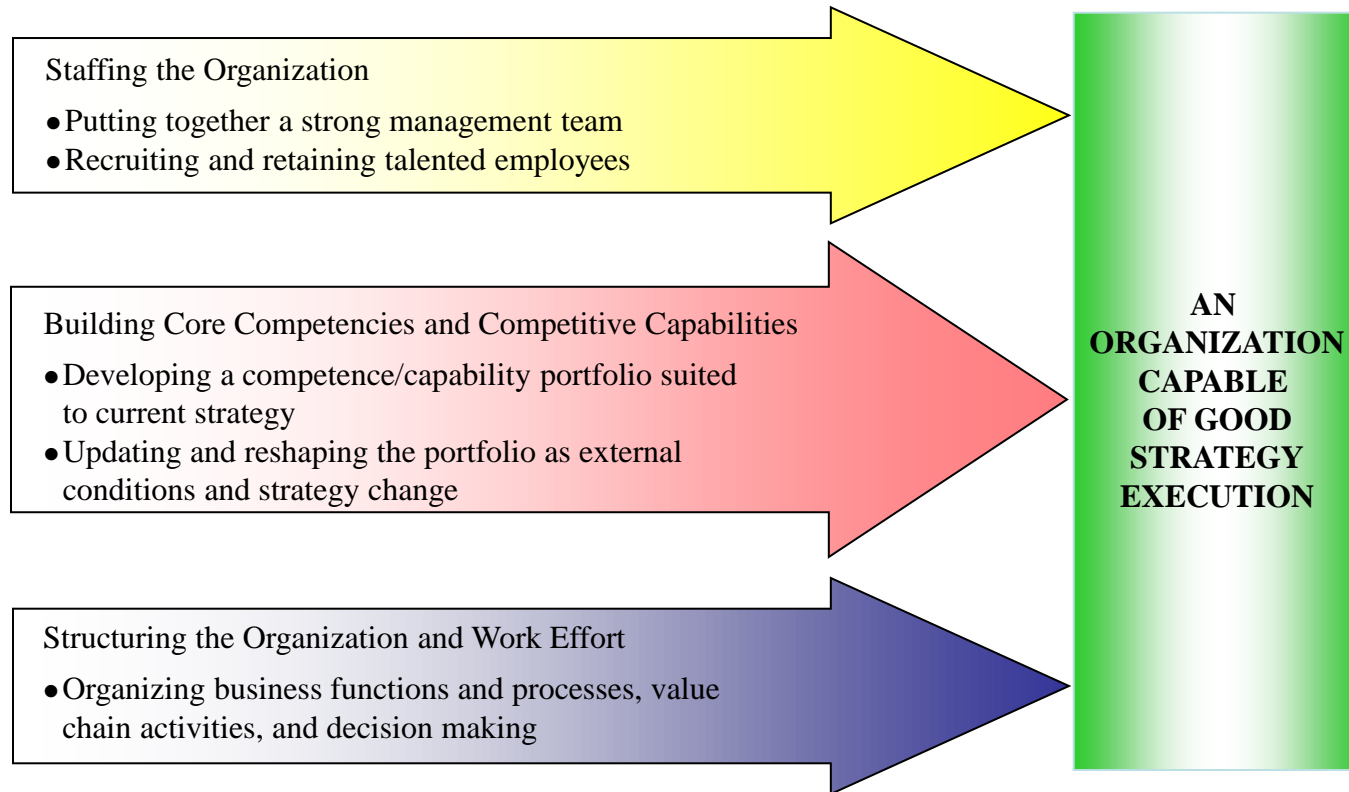 Staffing the Organization
●Putting together a strong management team
●Recruiting and retaining talented employees
Building Core Competencies and Competitive Capabilities
●Developing a competence/capability portfolio suited
to current strategy
●Updating and reshaping the portfolio as external
conditions and strategy change
Structuring the Organization and Work Effort
●Organizing business functions and processes, value
chain activities, and decision making
AN
ORGANIZATION
CAPABLE
OF GOOD
STRATEGY
EXECUTION